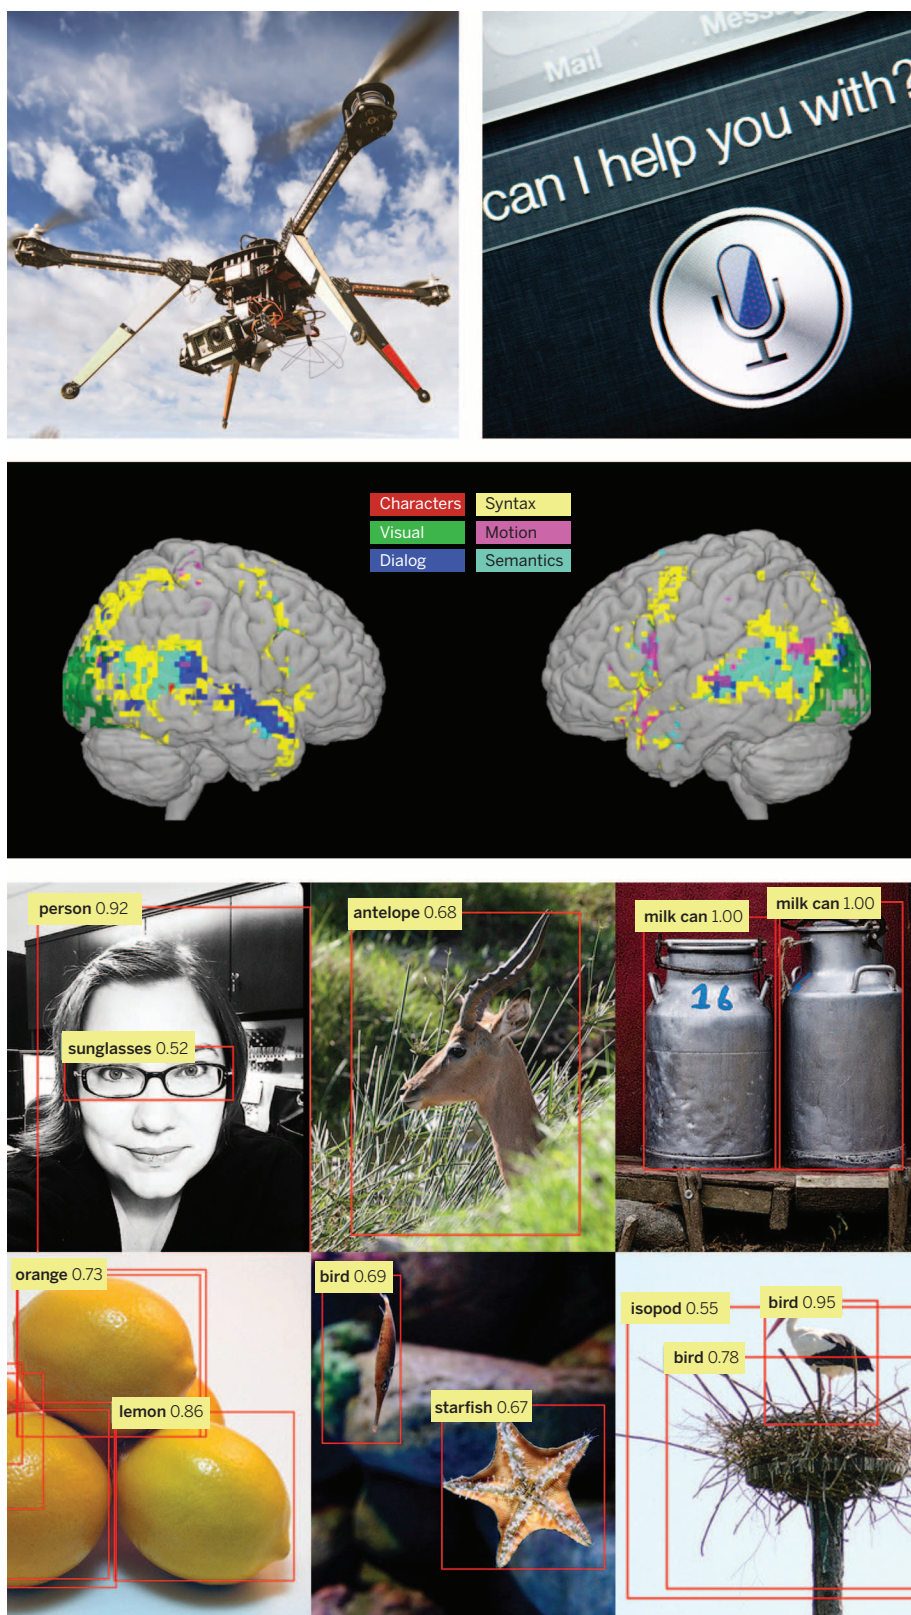 Mail
can I help you with?
Characters Syntax
Visual Motion
Dialog Semantics
person 0.92
antelope 0.68
milk can 1.00
milk can 1.00
sunglasses 0.52
16
orange 0.73
bird 0.69
isopod 0.55
bird 0.95
bird 0.78
lemon 0.86
starfish 0.67